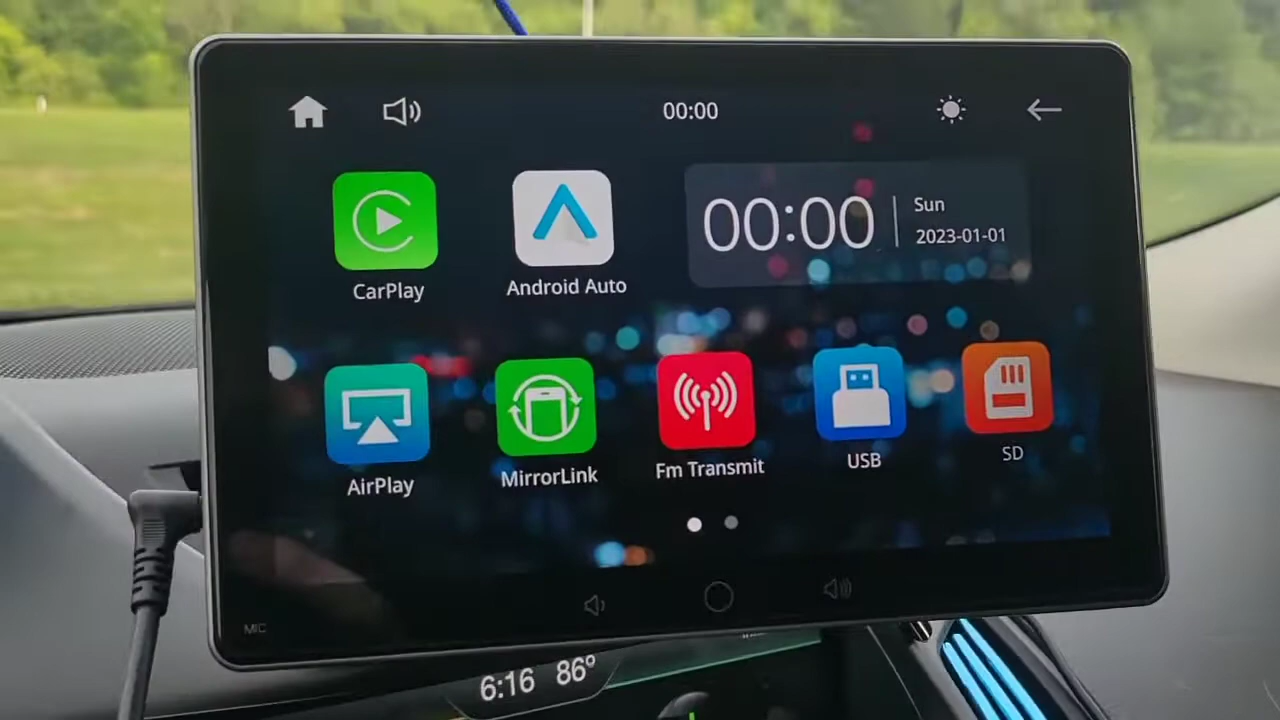 00:00
CarPlay
Android Auto
00:00
Sun
2023-01-01
AirPlay
MirrorLink
Fm Transmit
USB
SD
MIC
6:16 86°